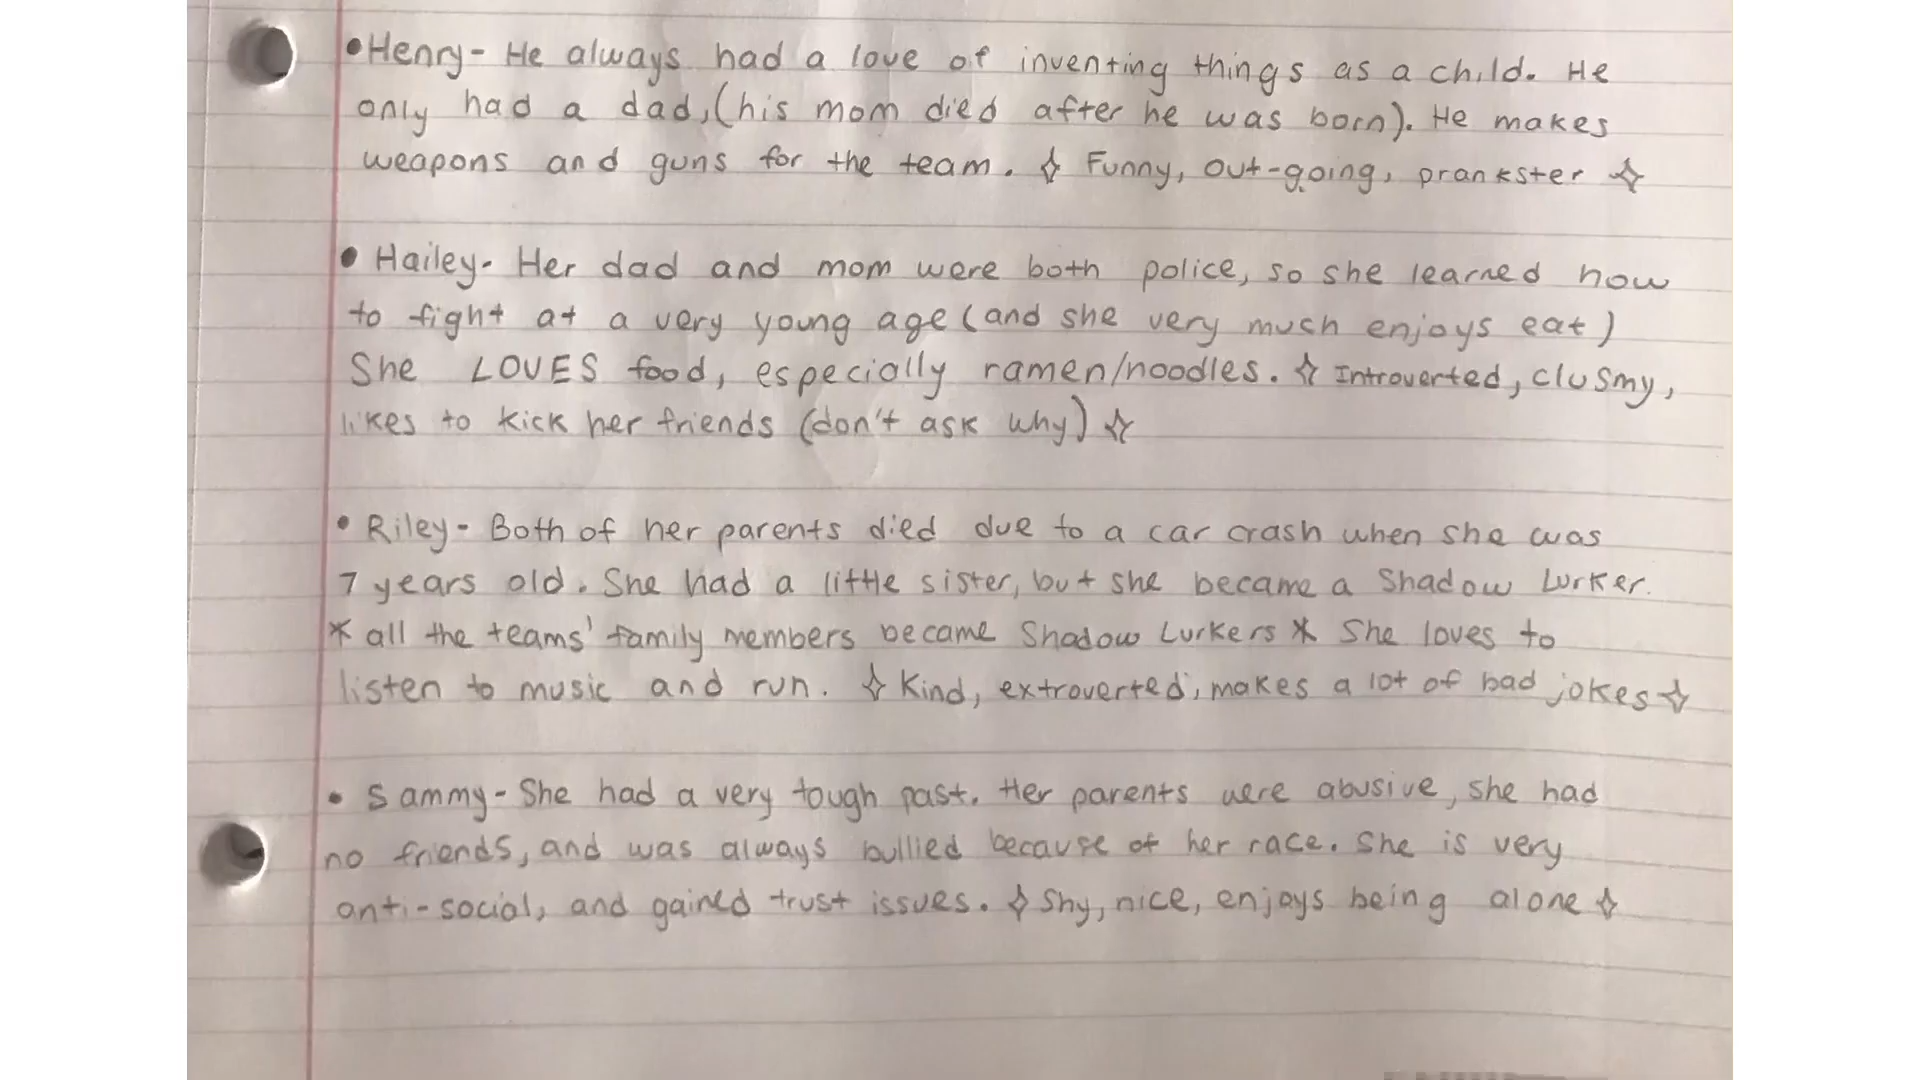 •Henry- He always had a love of inventing things as a child. He
only had a dad, (his mom died after he was born). He makes
weapons and guns for the team. ✧ Funny, out-going, prankster ✧
• Hailey- Her dad and mom were both police, so she learned how
to fight at a very young age (and she very much enjoys eat)
She LOVES food, especially ramen/noodles. ✧ Introverted, clusmy,
likes to kick her friends (don't ask why) ✧
• Riley- Both of her parents died due to a car crash when she was
7 years old. She had a little sister, but she became a Shadow Lurker.
* all the teams' family members became Shadow Lurkers * She loves to
listen to music and run. ✧ Kind, extroverted, makes a lot of bad jokes ✧
• Sammy- She had a very tough past. Her parents were abusive, she had
no friends, and was always bullied because of her race. She is very
anti-social, and gained trust issues. ✧ Shy, nice, enjoys being alone ✧